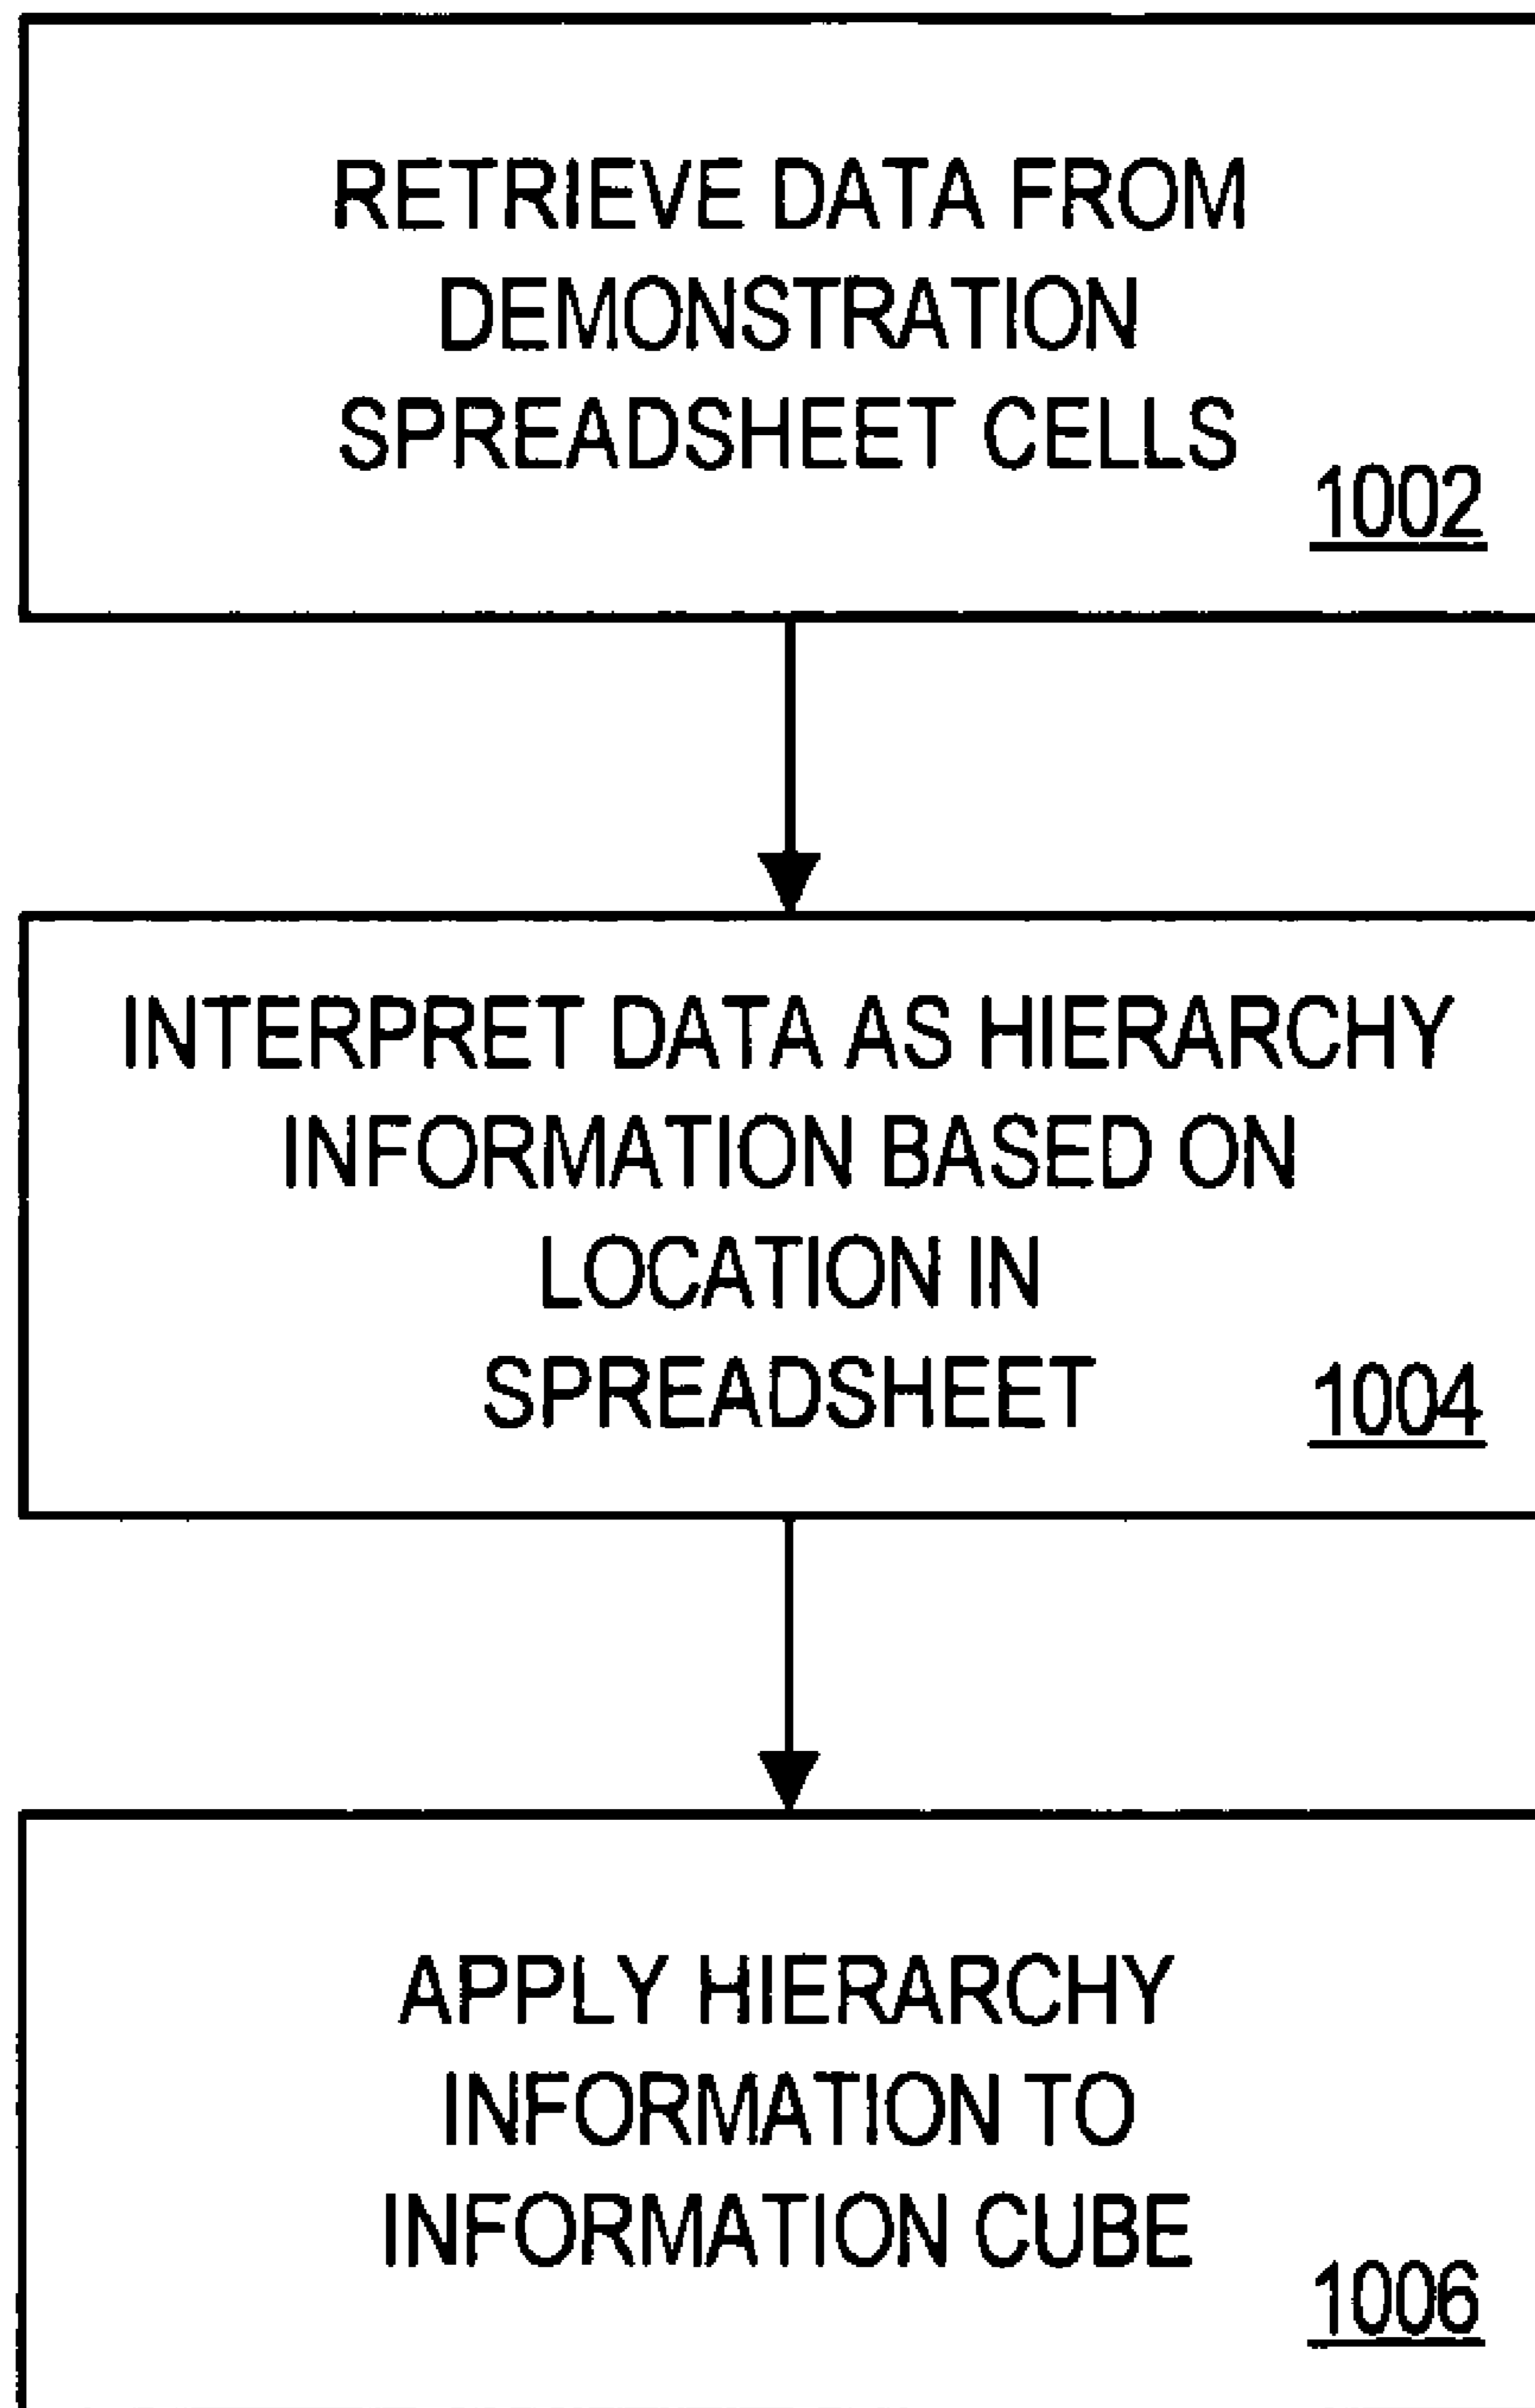 RETRIEVE DATA FROM
DEMONSTRATION
SPREADSHEET CELLS
1002
INTERPRET DATA AS HIERARCHY
INFORMATION BASED ON
LOCATION IN
SPREADSHEET
1004
APPLY HIERARCHY
INFORMATION TO
INFORMATION CUBE
1006